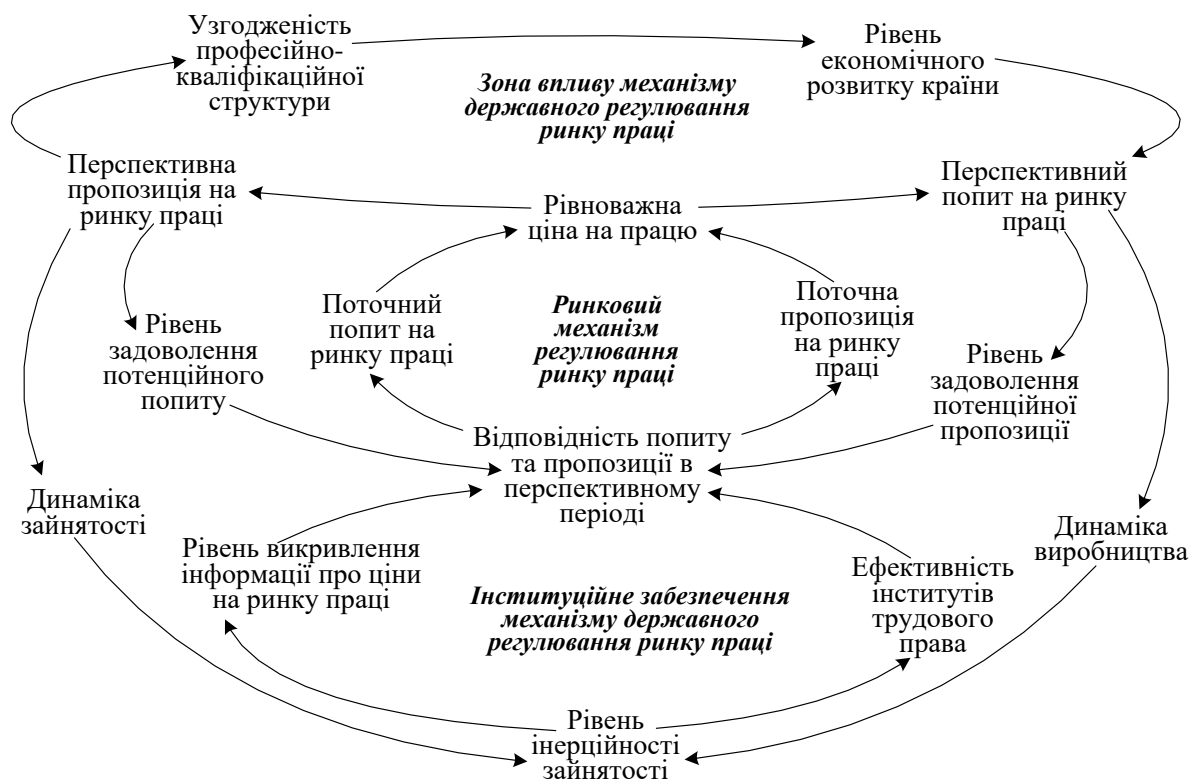 Узгодженість
професійно-
кваліфікаційної
структури
Рівень
економічного
розвитку країни
Зона впливу механізму
державного регулювання
ринку праці
Перспективна
пропозиція на
ринку праці
Рівноважна
ціна на працю
Перспективний
попит на ринку
праці
Поточний
попит на
ринку праці
Ринковий
механізм
регулювання
ринку праці
Поточна
пропозиція
на ринку
праці
Рівень
задоволення
потенційного
попиту
Рівень
задоволення
потенційної
пропозиції
Відповідність попиту
та пропозиції в
перспективному
періоді
Динаміка
зайнятості
Динаміка
виробництва
Рівень викривлення
інформації про ціни
на ринку праці
Інституційне забезпечення
механізму державного
регулювання ринку праці
Ефективність
інститутів
трудового
права
Рівень
інерційності
зайнятості